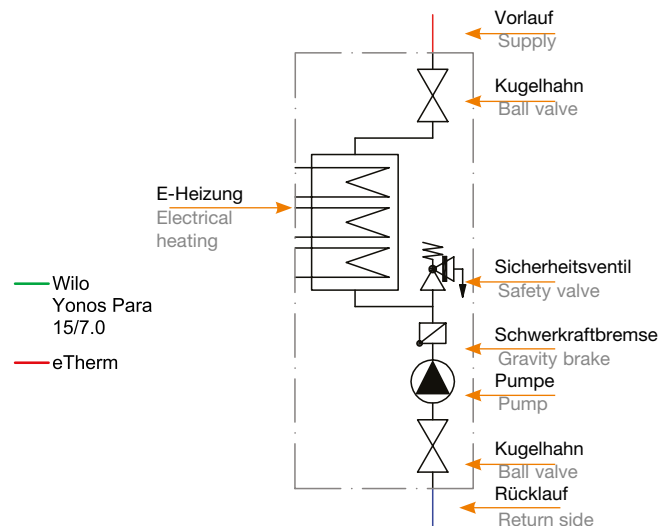 Vorlauf
Supply
Kugelhahn
Ball valve
E-Heizung
Electrical
heating
Sicherheitsventil
Safety valve
Wilo
Yonos Para
15/7.0
eTherm
Schwerkraftbremse
Gravity brake
Pumpe
Pump
Kugelhahn
Ball valve
Rücklauf
Return side